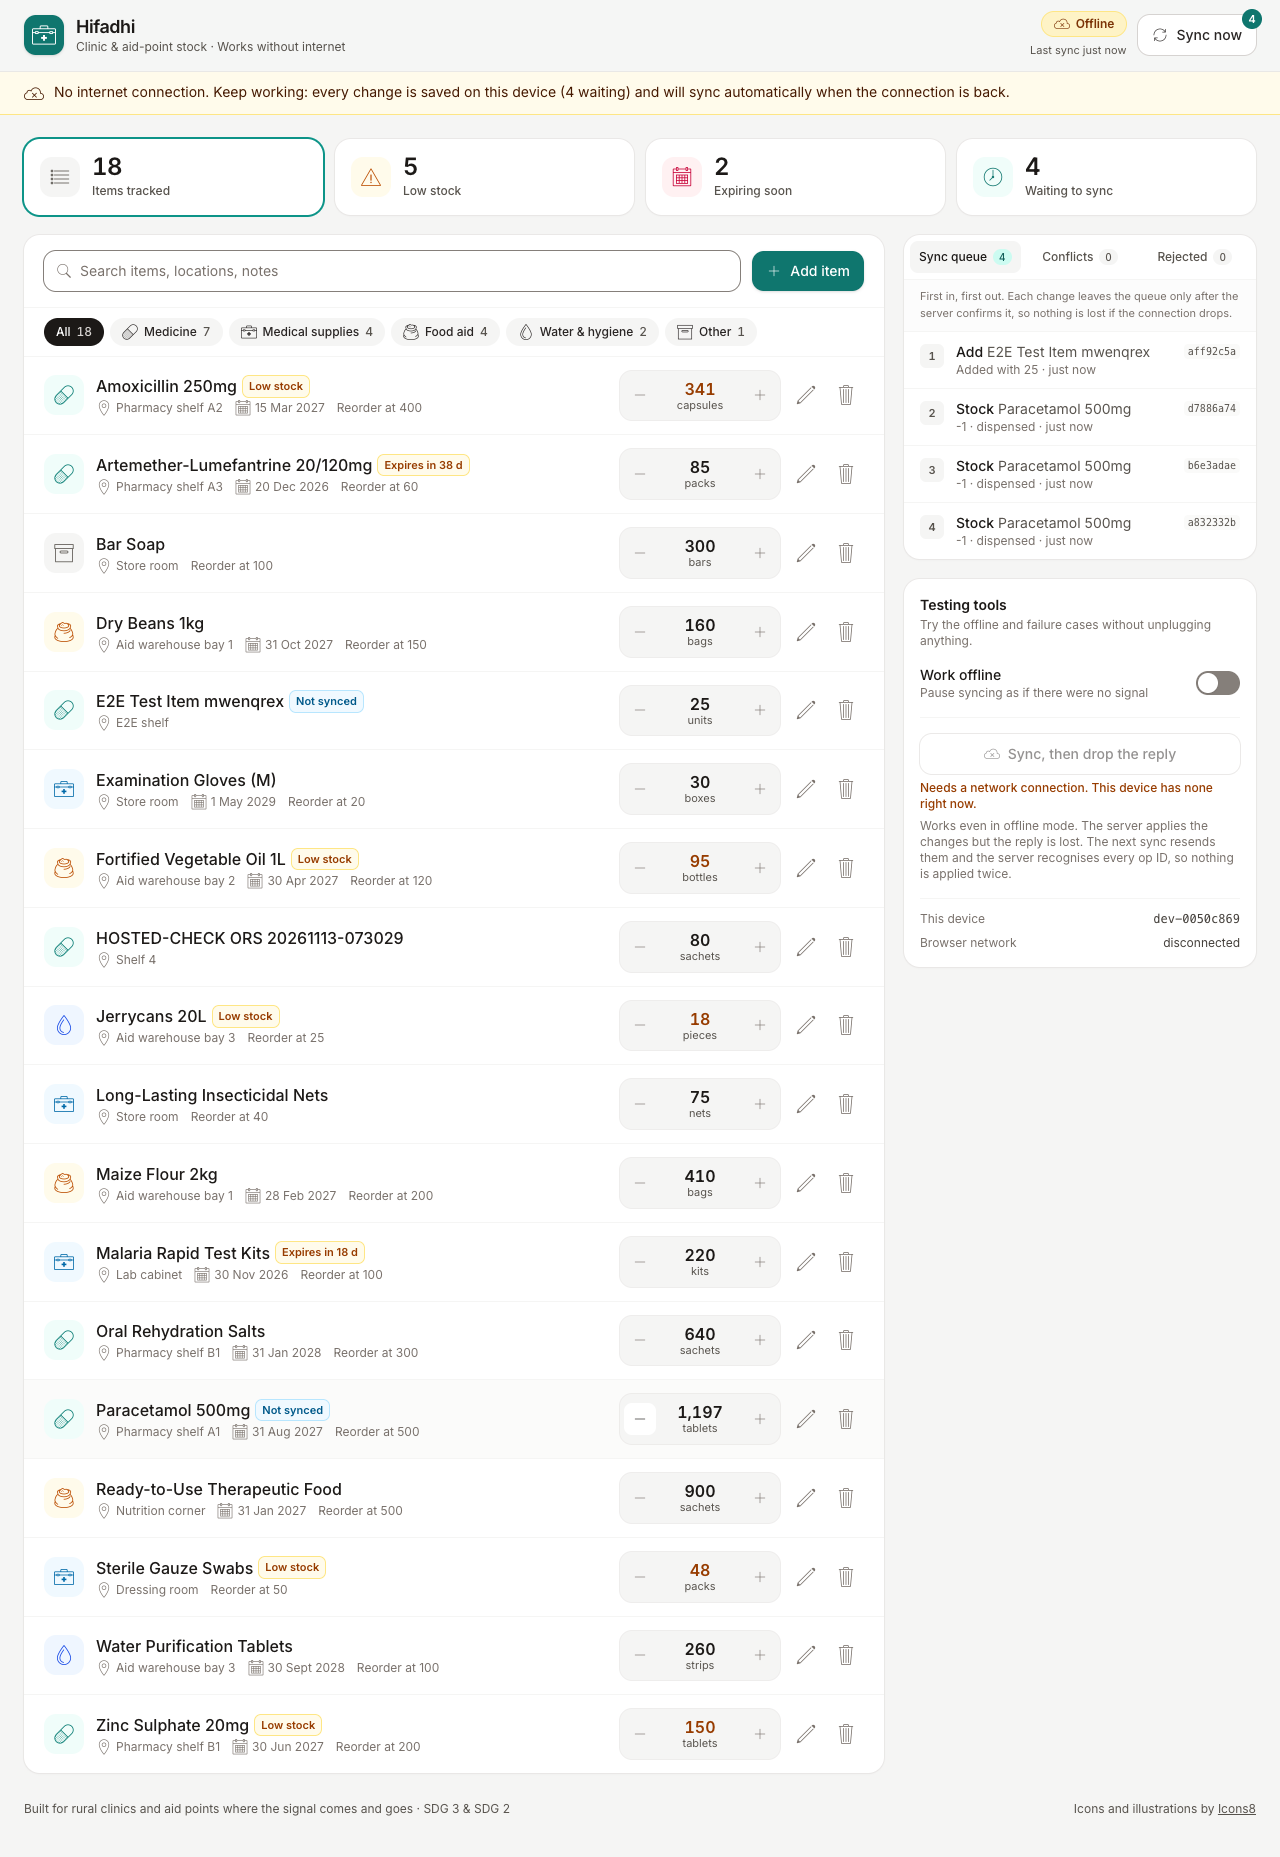 Hifadhi
Clinic & aid-point stock · Works without internet
Offline
Last sync just now
Sync now
4
No internet connection. Keep working: every change is saved on this device (4 waiting) and will sync automatically when the connection is back.
18
Items tracked
5
Low stock
2
Expiring soon
4
Waiting to sync
Search items, locations, notes
Add item
All 18
Medicine 7
Medical supplies 4
Food aid 4
Water & hygiene 2
Other 1
Amoxicillin 250mg Low stock
Pharmacy shelf A2 15 Mar 2027 Reorder at 400
341
capsules
Artemether-Lumefantrine 20/120mg Expires in 38 d
Pharmacy shelf A3 20 Dec 2026 Reorder at 60
85
packs
Bar Soap
Store room Reorder at 100
300
bars
Dry Beans 1kg
Aid warehouse bay 1 31 Oct 2027 Reorder at 150
160
bags
E2E Test Item mwenqrex Not synced
E2E shelf
25
units
Examination Gloves (M)
Store room 1 May 2029 Reorder at 20
30
boxes
Fortified Vegetable Oil 1L Low stock
Aid warehouse bay 2 30 Apr 2027 Reorder at 120
95
bottles
HOSTED-CHECK ORS 20261113-073029
Shelf 4
80
sachets
Jerrycans 20L Low stock
Aid warehouse bay 3 Reorder at 25
18
pieces
Long-Lasting Insecticidal Nets
Store room Reorder at 40
75
nets
Maize Flour 2kg
Aid warehouse bay 1 28 Feb 2027 Reorder at 200
410
bags
Malaria Rapid Test Kits Expires in 18 d
Lab cabinet 30 Nov 2026 Reorder at 100
220
kits
Oral Rehydration Salts
Pharmacy shelf B1 31 Jan 2028 Reorder at 300
640
sachets
Paracetamol 500mg Not synced
Pharmacy shelf A1 31 Aug 2027 Reorder at 500
1,197
tablets
Ready-to-Use Therapeutic Food
Nutrition corner 31 Jan 2027 Reorder at 500
900
sachets
Sterile Gauze Swabs Low stock
Dressing room Reorder at 50
48
packs
Water Purification Tablets
Aid warehouse bay 3 30 Sept 2028 Reorder at 100
260
strips
Zinc Sulphate 20mg Low stock
Pharmacy shelf B1 30 Jun 2027 Reorder at 200
150
tablets
Sync queue 4
Conflicts 0
Rejected 0
First in, first out. Each change leaves the queue only after the
server confirms it, so nothing is lost if the connection drops.
1 Add E2E Test Item mwenqrex aff92c5a
Added with 25 · just now
2 Stock Paracetamol 500mg d7886a74
-1 · dispensed · just now
3 Stock Paracetamol 500mg b6e3adae
-1 · dispensed · just now
4 Stock Paracetamol 500mg a832332b
-1 · dispensed · just now
Testing tools
Try the offline and failure cases without unplugging
anything.
Work offline
Pause syncing as if there were no signal
Sync, then drop the reply
Needs a network connection. This device has none
right now.
Works even in offline mode. The server applies the
changes but the reply is lost. The next sync resends
them and the server recognises every op ID, so nothing
is applied twice.
This device dev-0050c869
Browser network disconnected
Built for rural clinics and aid points where the signal comes and goes · SDG 3 & SDG 2
Icons and illustrations by Icons8